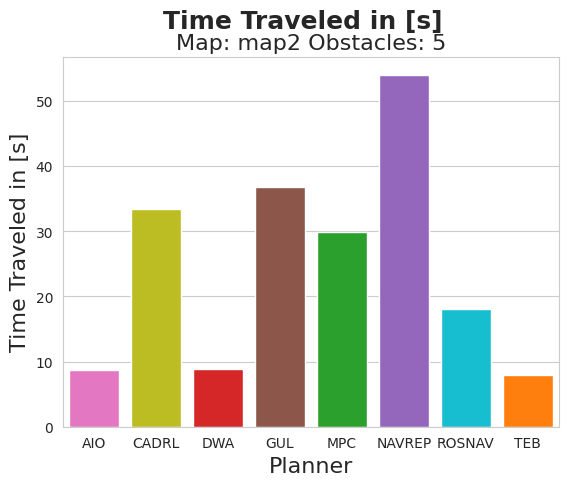 Time Traveled in [s]
Map: map2 Obstacles: 5
Time Traveled in [s]
50
40
30
20
10
0
AIO CADRL DWA GUL MPC NAVREP ROSNAV TEB
Planner